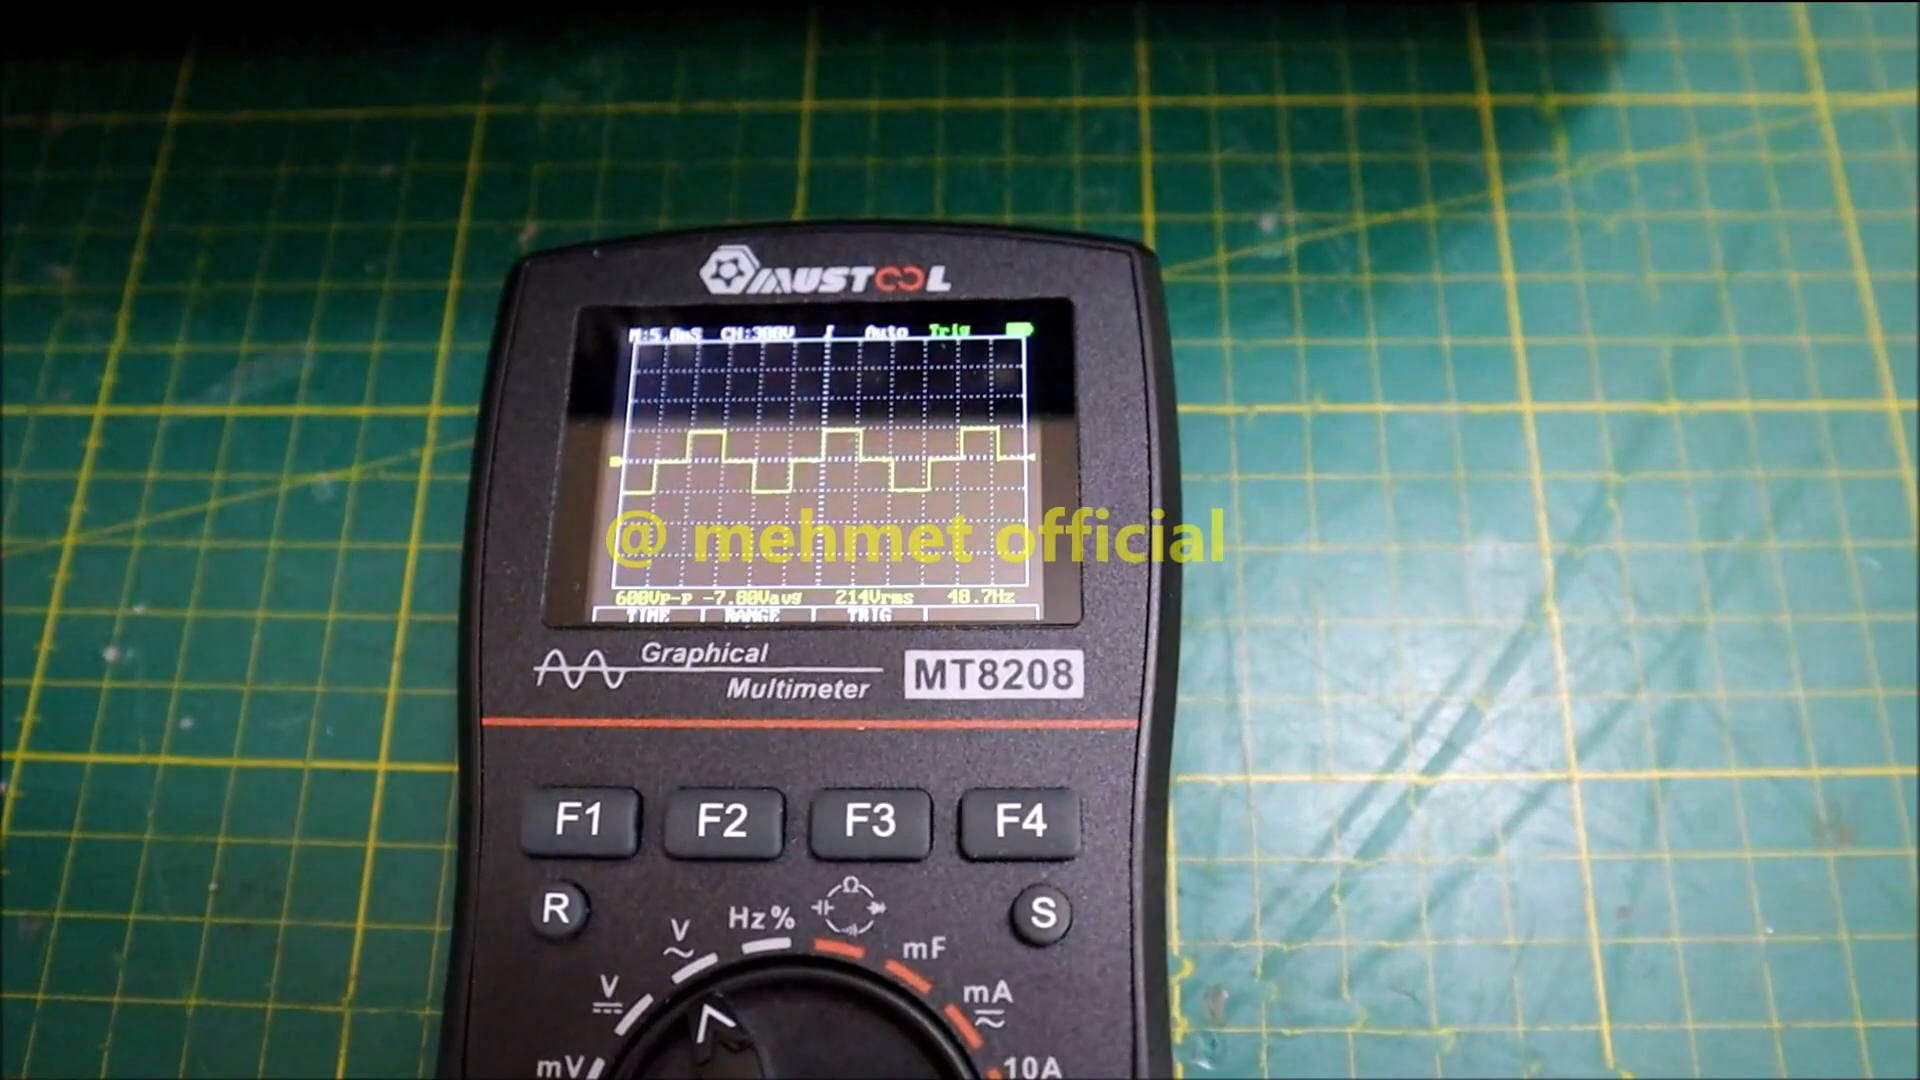 MUSTOOL
M:5.0mS CH:300V Auto Trig
@ mehmet official
600Vp-p -7.80Vavg 214Vrms 48.7Hz
TIME RANGE TRIG
Graphical
Multimeter
MT8208
F1 F2 F3 F4
R S
V Hz% Ω mF
V mA
mV 10A